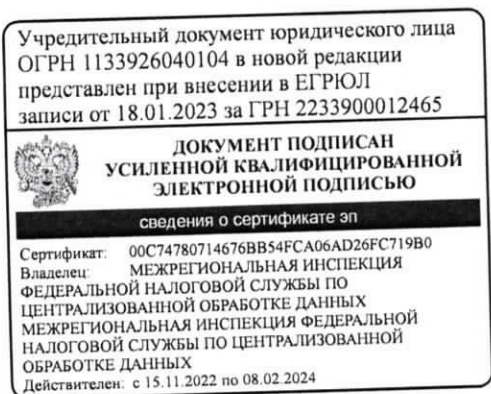 Учредительный документ юридического лица
ОГРН 1133926040104 в новой редакции
представлен при внесении в ЕГРЮЛ
записи от 18.01.2023 за ГРН 2233900012465
ДОКУМЕНТ ПОДПИСАН
УСИЛЕННОЙ КВАЛИФИЦИРОВАННОЙ
ЭЛЕКТРОННОЙ ПОДПИСЬЮ
сведения о сертификате эп
Сертификат: 00C74780714676BB54FCA06AD26FC719B0
Владелец: МЕЖРЕГИОНАЛЬНАЯ ИНСПЕКЦИЯ
ФЕДЕРАЛЬНОЙ НАЛОГОВОЙ СЛУЖБЫ ПО
ЦЕНТРАЛИЗОВАННОЙ ОБРАБОТКЕ ДАННЫХ
МЕЖРЕГИОНАЛЬНАЯ ИНСПЕКЦИЯ ФЕДЕРАЛЬНОЙ
НАЛОГОВОЙ СЛУЖБЫ ПО ЦЕНТРАЛИЗОВАННОЙ
ОБРАБОТКЕ ДАННЫХ
Действителен: с 15.11.2022 по 08.02.2024